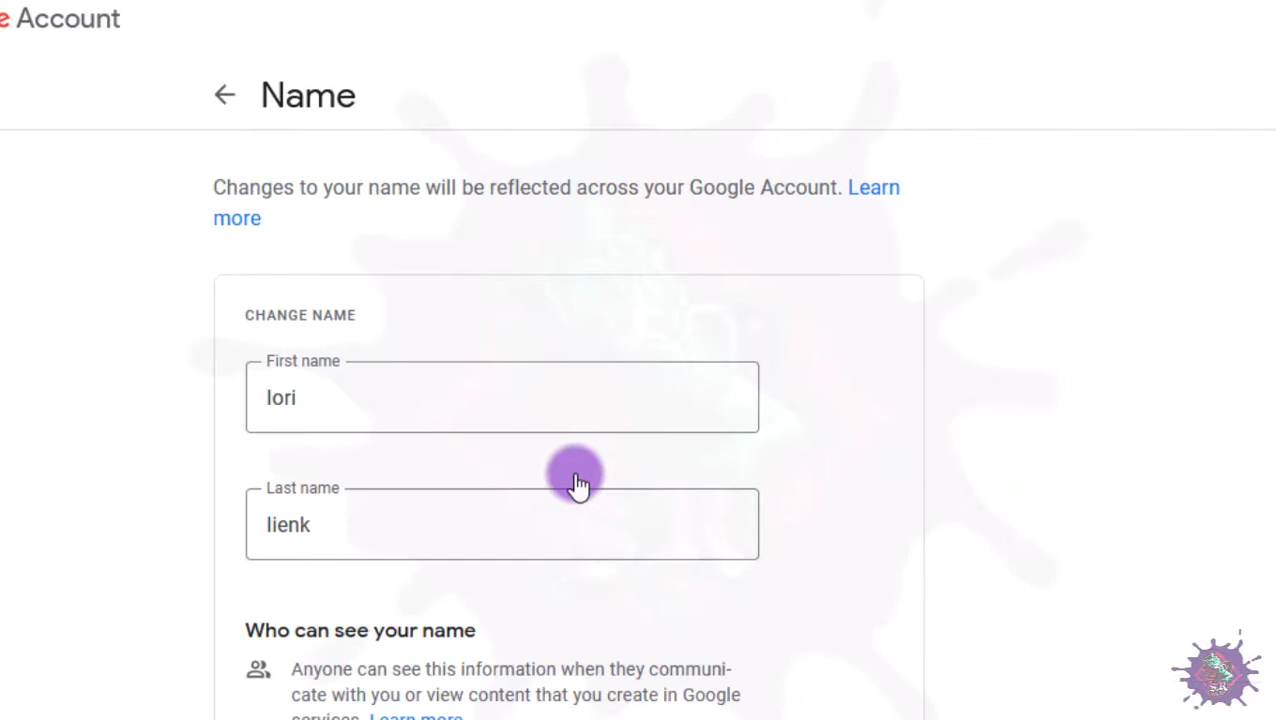 e Account
Name
Changes to your name will be reflected across your Google Account. Learn
more
CHANGE NAME
First name
lori
Last name
lienk
Who can see your name
Anyone can see this information when they communi-
cate with you or view content that you create in Google
services. Learn more
SR